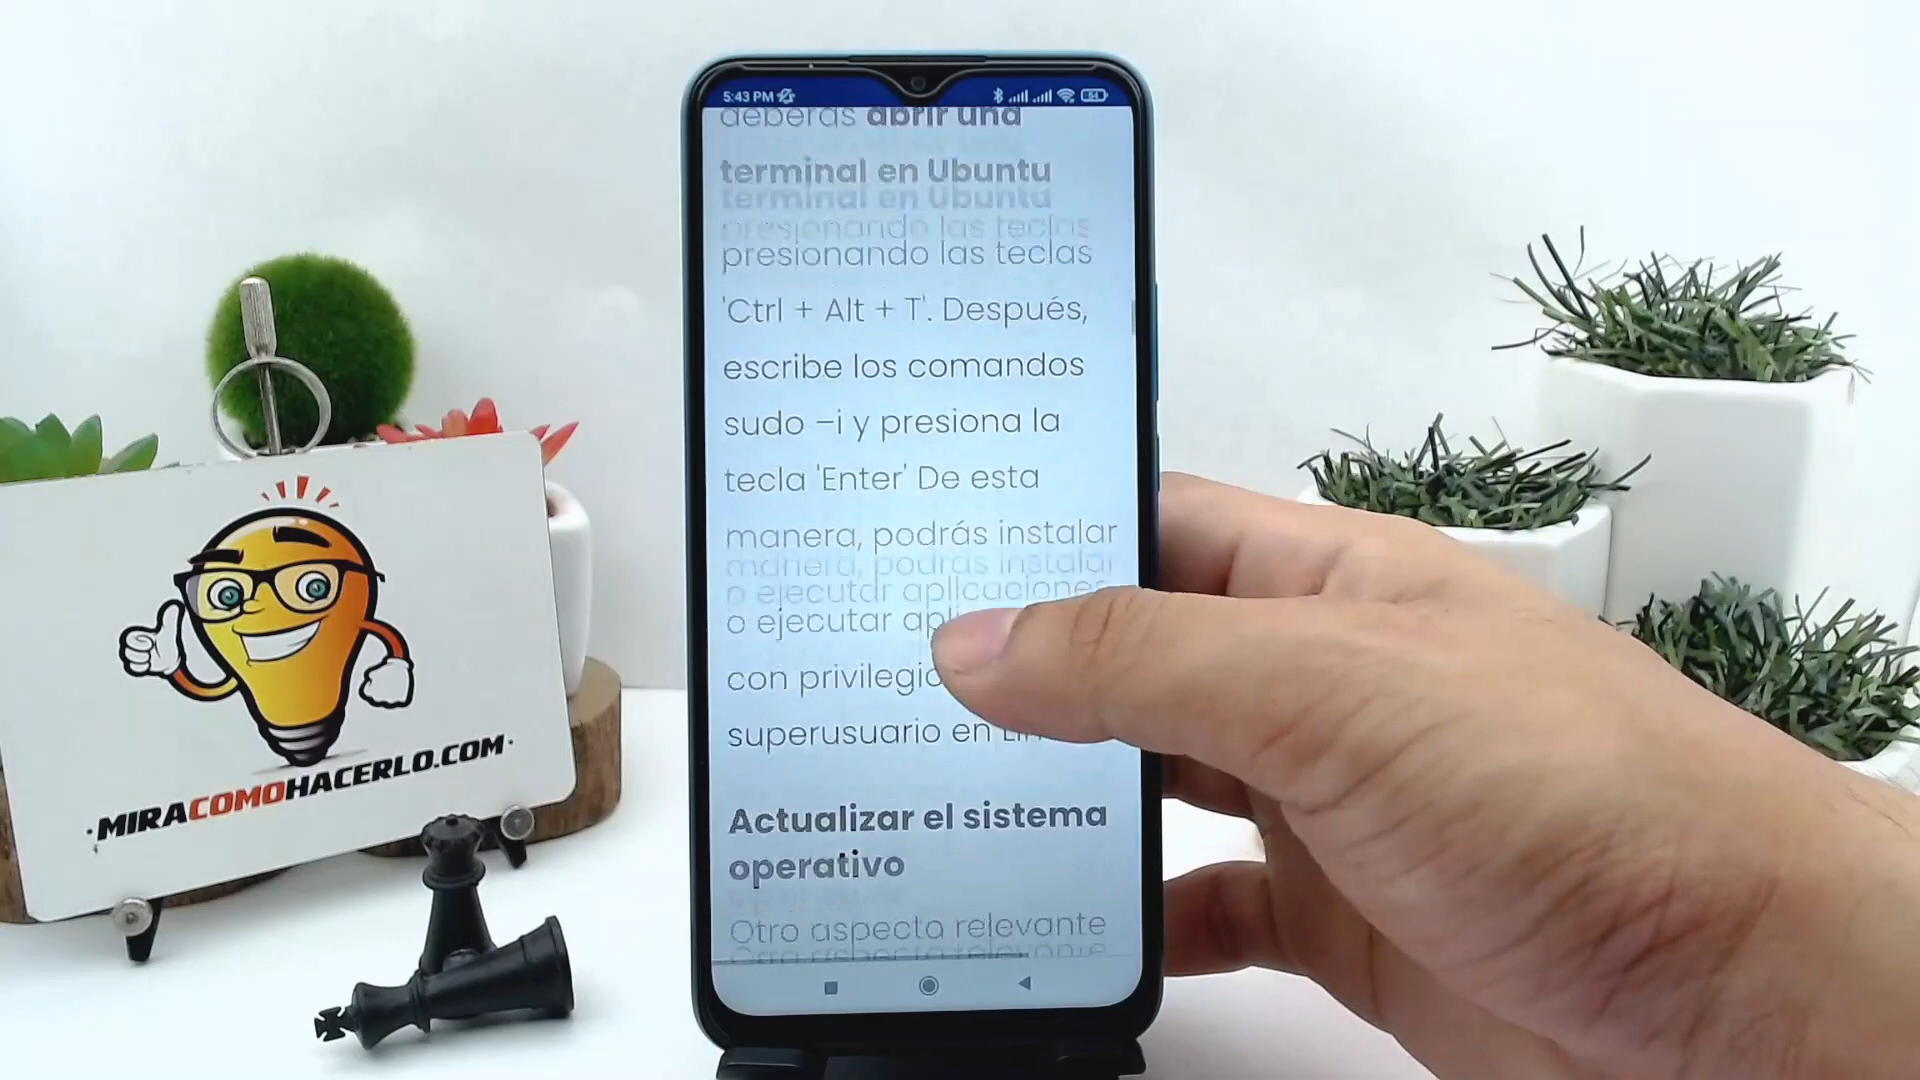 5:43 PM
54
deberás abrir una
terminal en Ubuntu
presionando las teclas
'Ctrl + Alt + T'. Después,
escribe los comandos
sudo –i y presiona la
tecla 'Enter' De esta
manera, podrás instalar
o ejecutar aplicaciones
con
superusuario en
Actualizar el sistema
operativo
Otro aspecto relevante
·MIRACOMOHACERLO.COM·